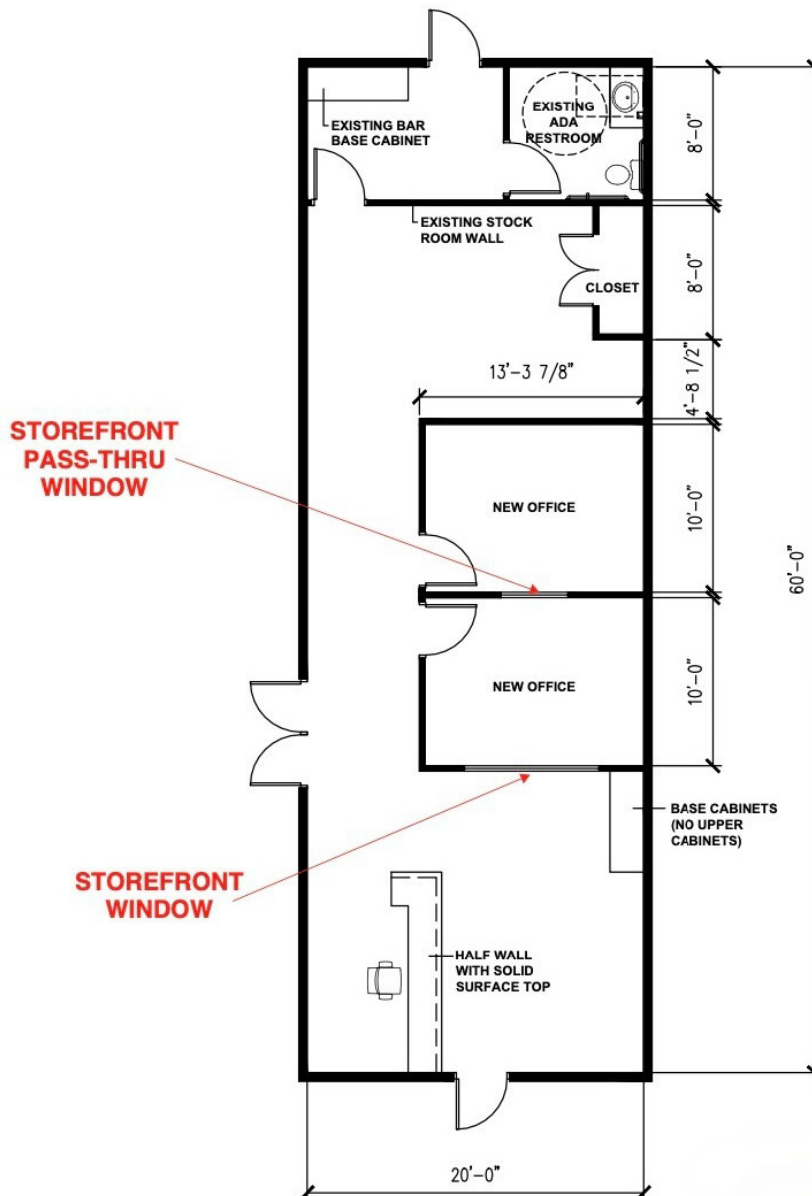 EXISTING BAR
BASE CABINET
EXISTING
ADA
RESTROOM
8'-0"
EXISTING STOCK
ROOM WALL
CLOSET
8'-0"
13'-3 7/8"
4'-8 1/2"
STOREFRONT
PASS-THRU
WINDOW
NEW OFFICE
10'-0"
60'-0"
NEW OFFICE
10'-0"
BASE CABINETS
(NO UPPER
CABINETS)
STOREFRONT
WINDOW
HALF WALL
WITH SOLID
SURFACE TOP
20'-0"